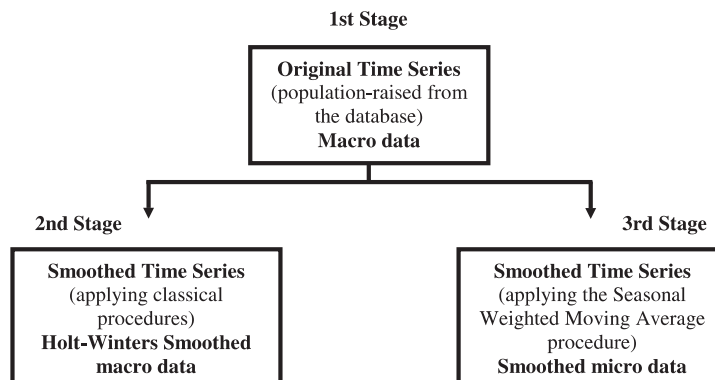 1st Stage
Original Time Series
(population-raised from
the database)
Macro data
2nd Stage
3rd Stage
Smoothed Time Series
(applying classical
procedures)
Holt-Winters Smoothed
macro data
Smoothed Time Series
(applying the Seasonal
Weighted Moving Average
procedure)
Smoothed micro data